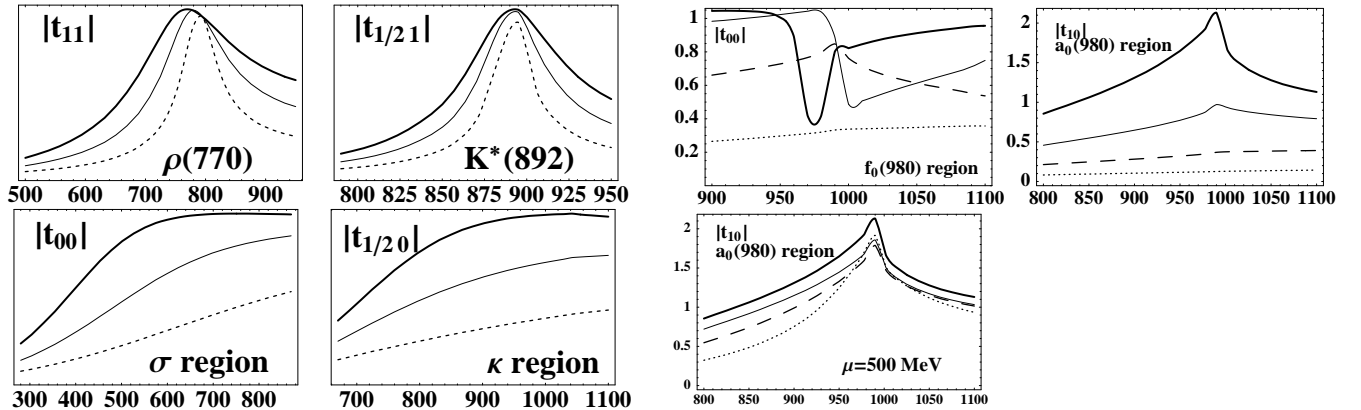 |t11|
ρ(770)
500 600 700 800 900
|t1/2 1|
K*(892)
800 825 850 875 900 925 950
|t00|
σ region
300 400 500 600 700 800
|t1/2 0|
κ region
700 800 900 1000 1100
1
0.8
0.6
0.4
0.2
|t00|
f0(980) region
900 950 1000 1050 1100
2
1.5
1
0.5
0
|t10|
a0(980) region
800 850 900 950 1000 1050 1100
2
1.5
1
0.5
0
|t10|
a0(980) region
μ=500 MeV
800 850 900 950 1000 1050 1100